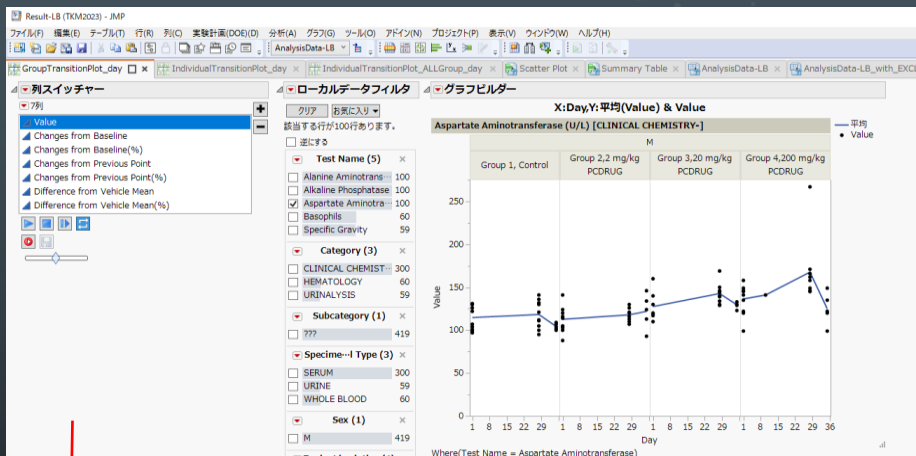 Result-LB (TKM2023) - JMP
ファイル(F) 編集(E) テーブル(T) 行(R) 列(C) 実験計画(DOE)(D) 分析(A) グラフ(G) ツール(O) アドイン(N) プロジェクト(P) 表示(V) ウィンドウ(W) ヘルプ(H)
AnalysisData-LB
GroupTransitionPlot_day
IndividualTransitionPlot_day
IndividualTransitionPlot_ALLGroup_day
Scatter Plot
Summary Table
AnalysisData-LB
AnalysisData-LB_with_EXCL
列スイッチャー
7列
Value
Changes from Baseline
Changes from Baseline(%)
Changes from Previous Point
Changes from Previous Point(%)
Difference from Vehicle Mean
Difference from Vehicle Mean(%)
ローカルデータフィルタ
クリア お気に入り
該当する行が100行あります。
逆にする
Test Name (5)
Alanine Aminotrans··· 100
Alkaline Phosphatase 100
Aspartate Aminotra··· 100
Basophils 60
Specific Gravity 59
Category (3)
CLINICAL CHEMIST··· 300
HEMATOLOGY 60
URINALYSIS 59
Subcategory (1)
??? 419
Specime···l Type (3)
SERUM 300
URINE 59
WHOLE BLOOD 60
Sex (1)
M 419
グラフビルダー
X:Day,Y:平均(Value) & Value
Aspartate Aminotransferase (U/L) [CLINICAL CHEMISTRY-]
M
Group 1, Control
Group 2,2 mg/kg
PCDRUG
Group 3,20 mg/kg
PCDRUG
Group 4,200 mg/kg
PCDRUG
平均
Value
250
200
150
100
50
0
Value
1 8 15 22 29 1 8 15 22 29 1 8 15 22 29 1 8 15 22 29 36
Day
Where(Test Name = Aspartate Aminotransferase)